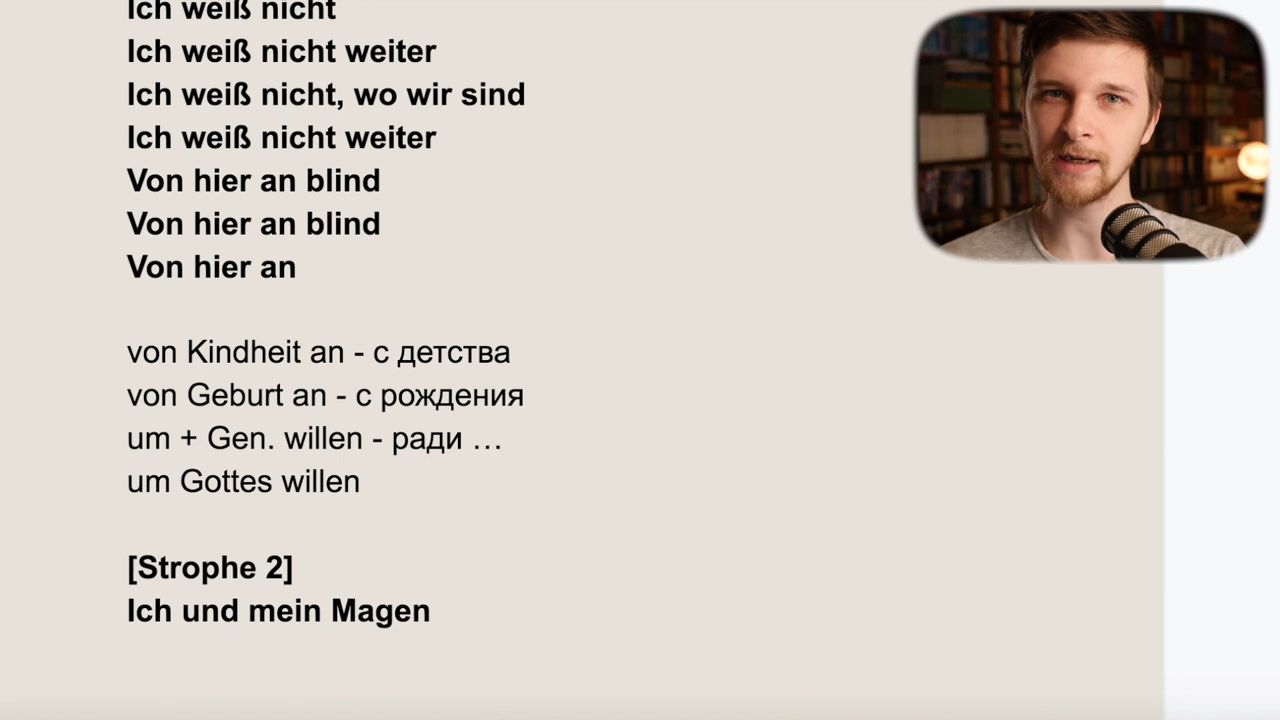 Ich weiß nicht
Ich weiß nicht weiter
Ich weiß nicht, wo wir sind
Ich weiß nicht weiter
Von hier an blind
Von hier an blind
Von hier an
von Kindheit an - с детства
von Geburt an - с рождения
um + Gen. willen - ради …
um Gottes willen
[Strophe 2]
Ich und mein Magen